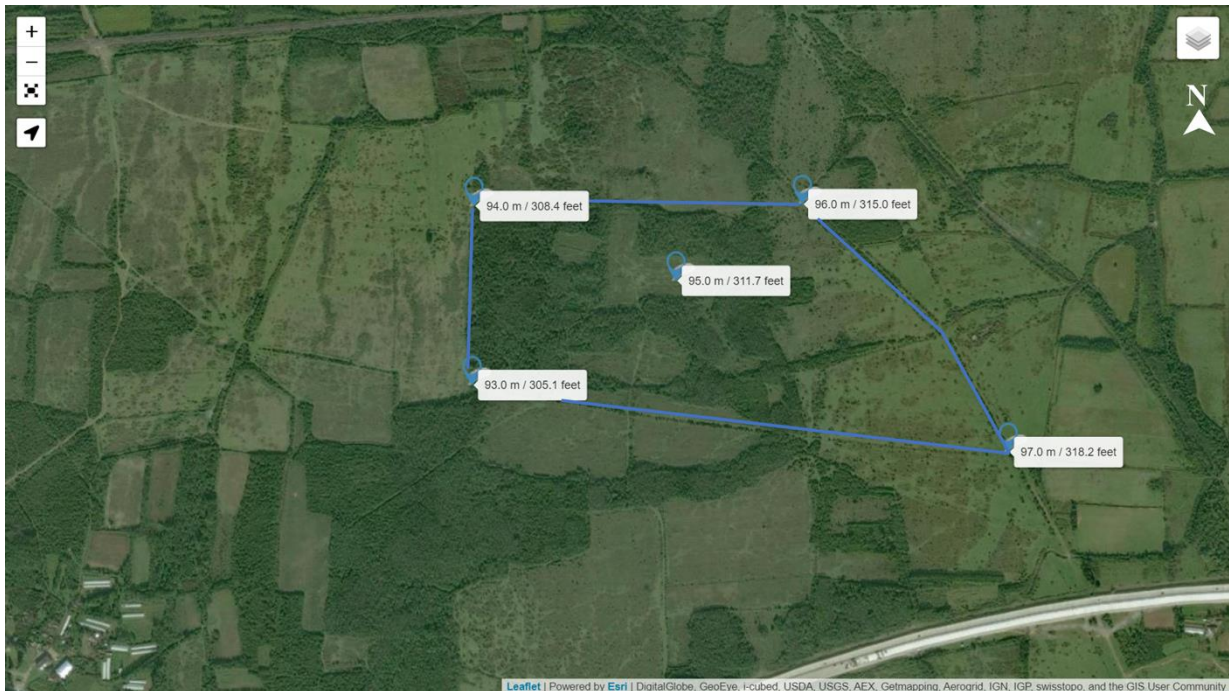 +
−
N
94.0 m / 308.4 feet
96.0 m / 315.0 feet
95.0 m / 311.7 feet
93.0 m / 305.1 feet
97.0 m / 318.2 feet
Leaflet | Powered by Esri | DigitalGlobe, GeoEye, i-cubed, USDA, USGS, AEX, Getmapping, Aerogrid, IGN, IGP, swisstopo, and the GIS User Community